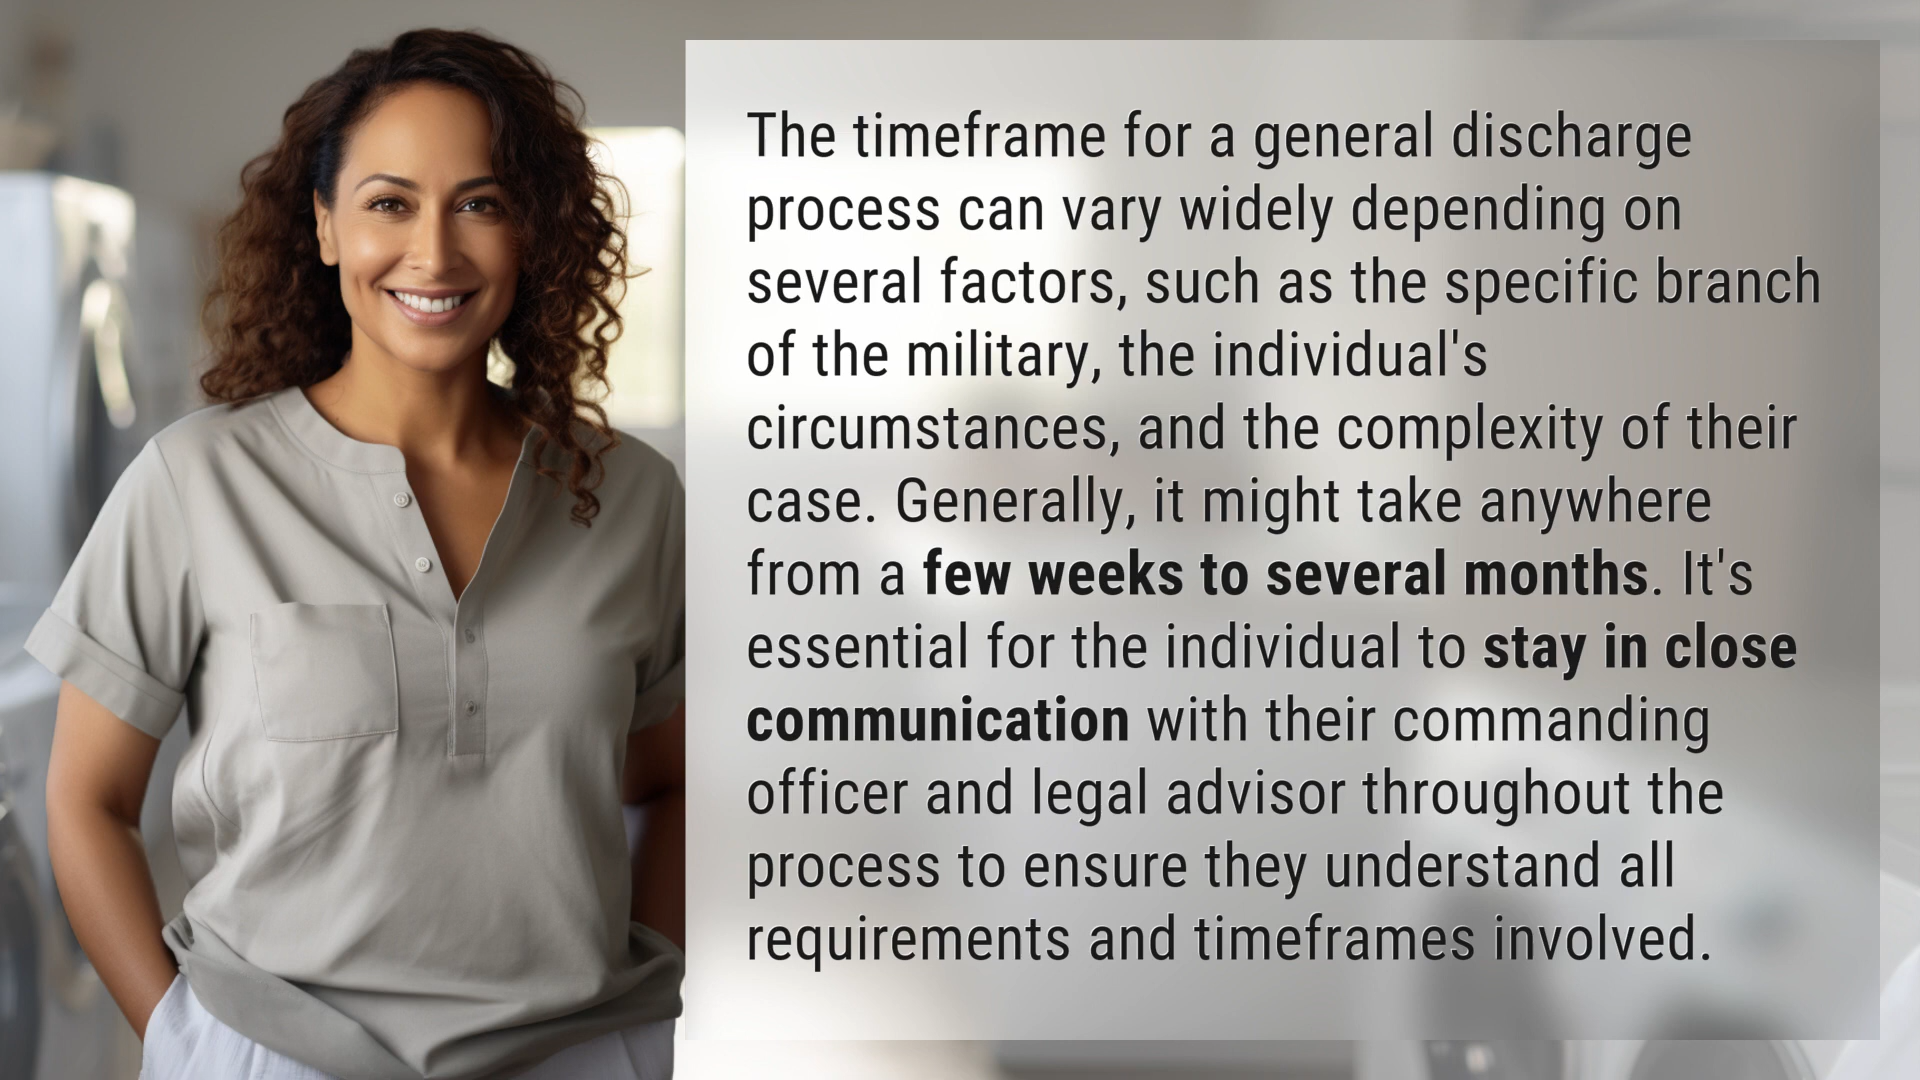 The timeframe for a general discharge
process can vary widely depending on
several factors, such as the specific branch
of the military, the individual's
circumstances, and the complexity of their
case. Generally, it might take anywhere
from a few weeks to several months. It's
essential for the individual to stay in close
communication with their commanding
officer and legal advisor throughout the
process to ensure they understand all
requirements and timeframes involved.